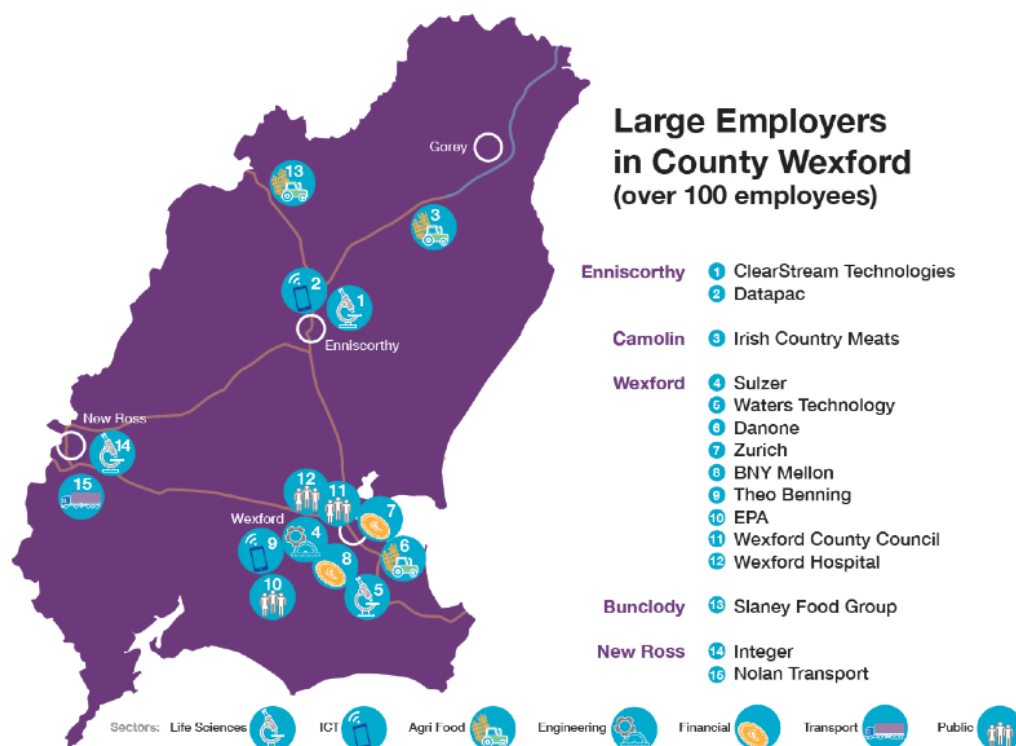 Large Employers
in County Wexford
(over 100 employees)
Gorey
13
3
2
1
Enniscorthy
New Ross
14
15
12
11
7
Wexford
4
9
8
6
10
5
Enniscorthy
1 ClearStream Technologies
2 Datapac
Camolin
3 Irish Country Meats
Wexford
4 Sulzer
5 Waters Technology
6 Danone
7 Zurich
8 BNY Mellon
9 Theo Benning
10 EPA
11 Wexford County Council
12 Wexford Hospital
Bunclody
13 Slaney Food Group
New Ross
14 Integer
15 Nolan Transport
Sectors: Life Sciences ICT Agri Food Engineering Financial Transport Public